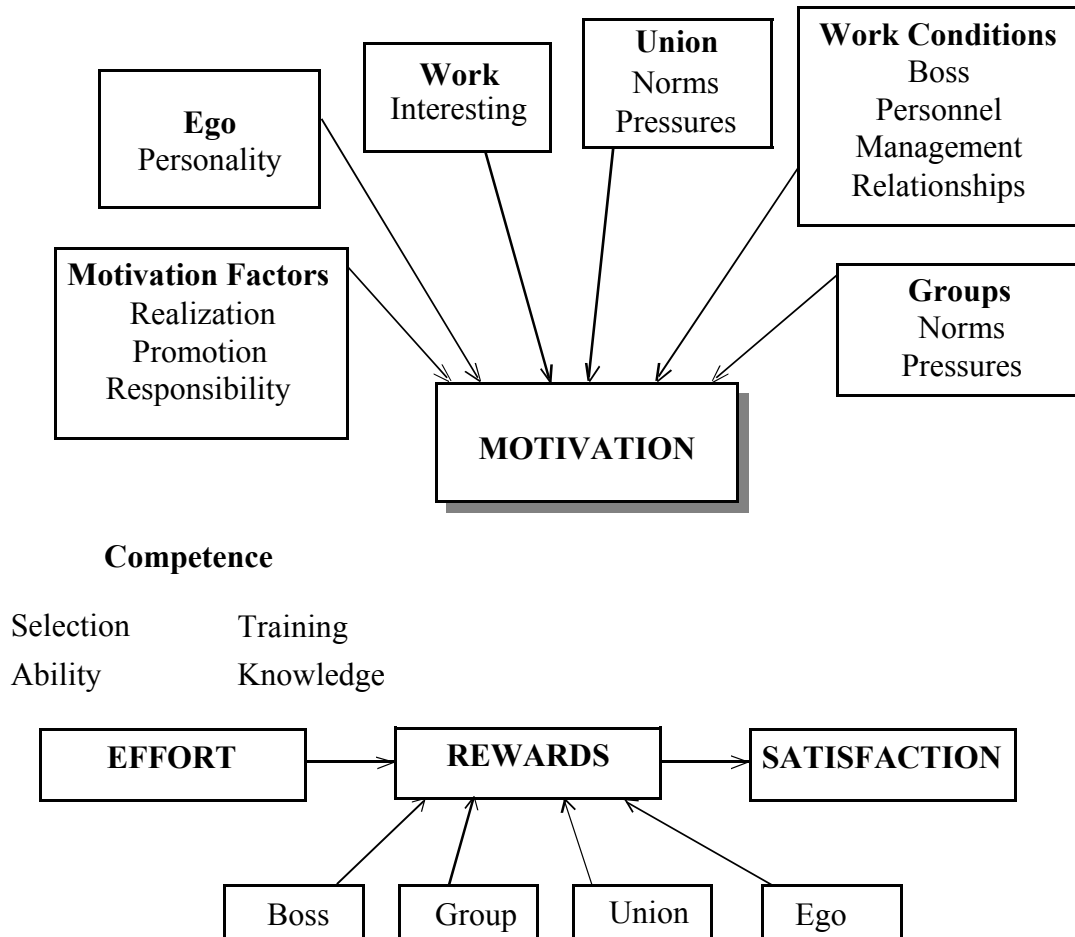 Ego
Personality
Work
Interesting
Union
Norms
Pressures
Work Conditions
Boss
Personnel
Management
Relationships
Motivation Factors
Realization
Promotion
Responsibility
Groups
Norms
Pressures
MOTIVATION
Competence
Selection Training
Ability Knowledge
EFFORT
REWARDS
SATISFACTION
Boss
Group
Union
Ego